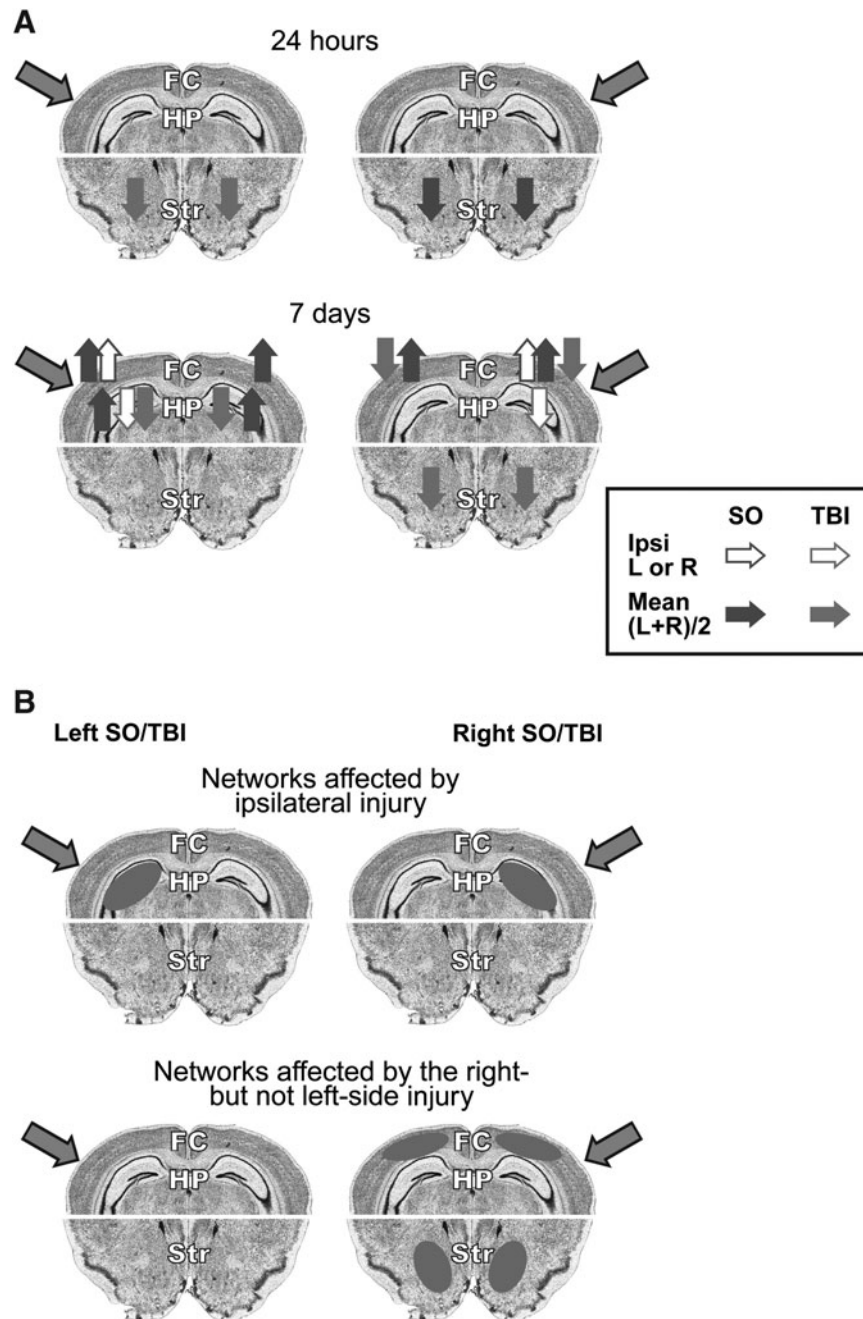 A
24 hours
FC
HP
Str
FC
HP
Str
7 days
FC
HP
Str
FC
HP
Str
SO TBI
Ipsi
L or R
Mean
(L+R)/2
B
Left SO/TBI Right SO/TBI
Networks affected by
ipsilateral injury
FC
HP
Str
FC
HP
Str
Networks affected by the right-
but not left-side injury
FC
HP
Str
FC
HP
Str